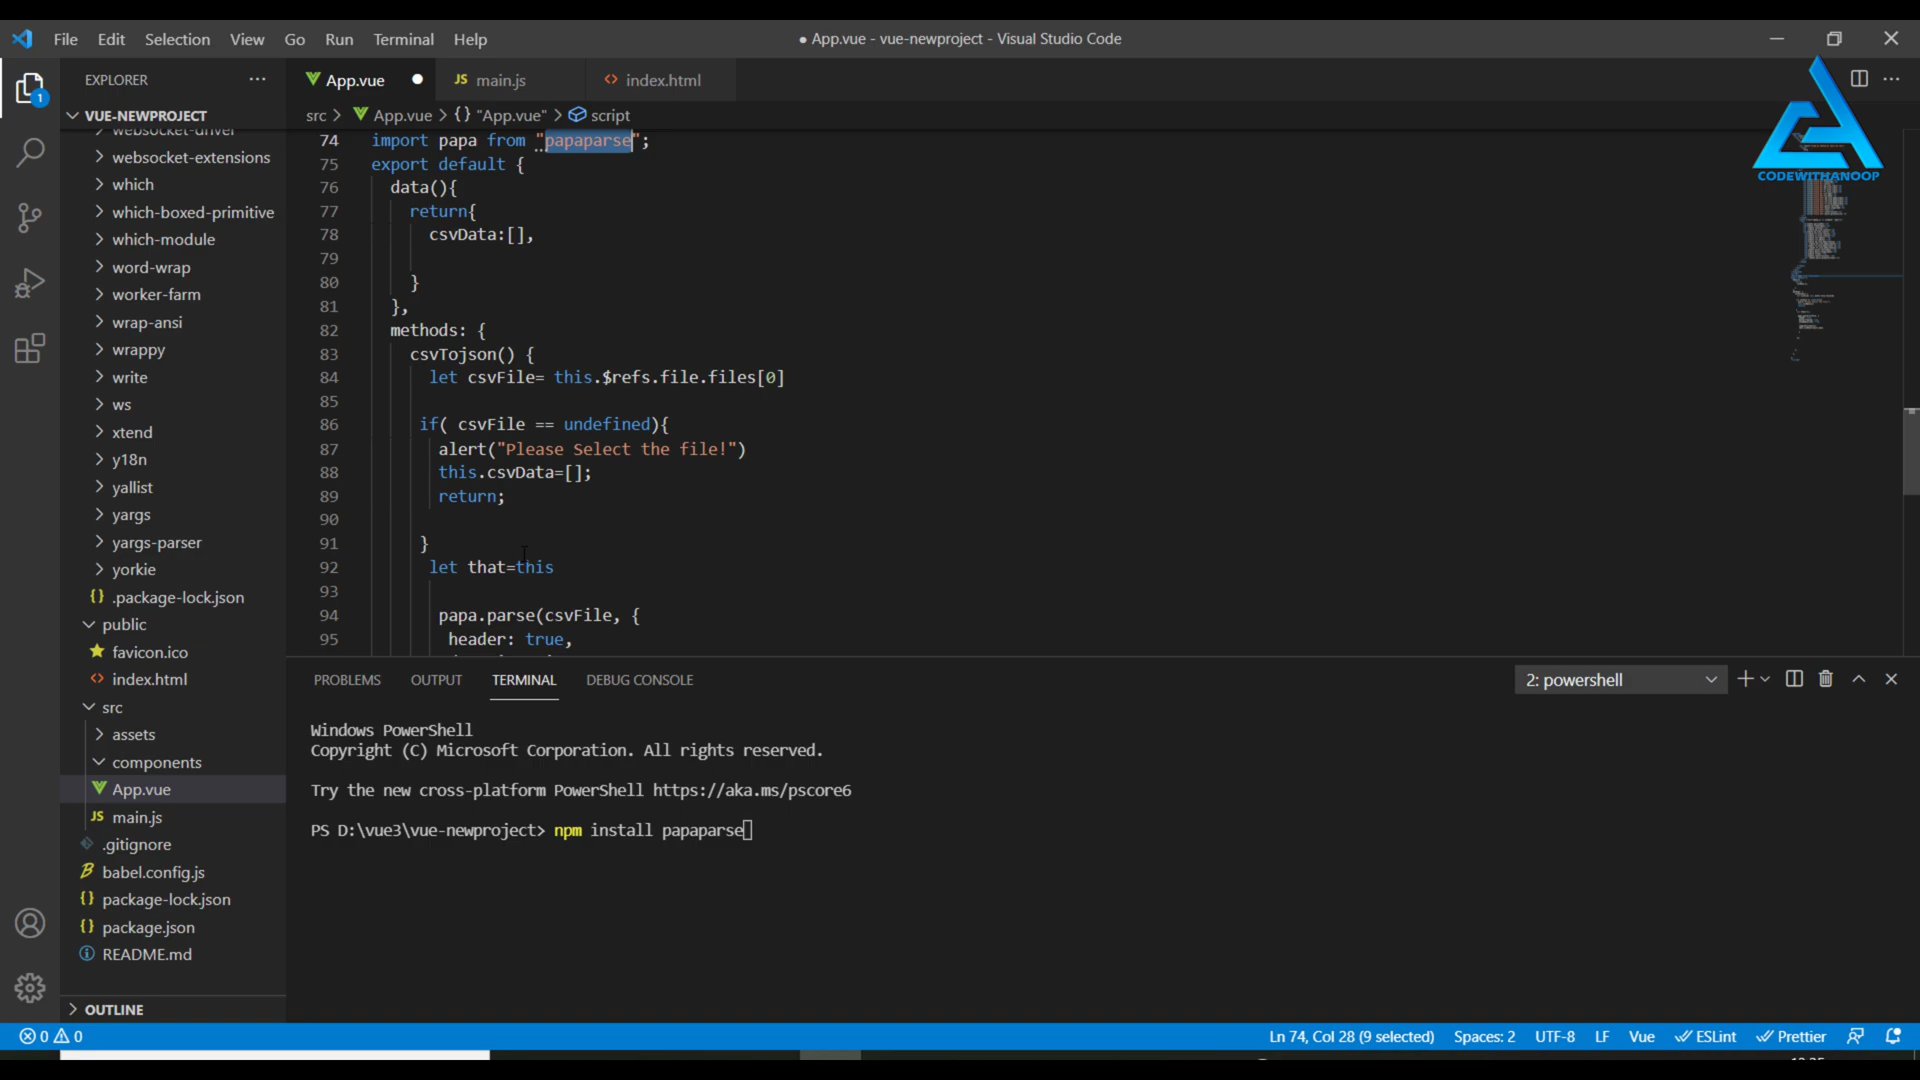 File Edit Selection View Go Run Terminal Help
● App.vue - vue-newproject - Visual Studio Code
EXPLORER
App.vue
JS main.js
<> index.html
1
VUE-NEWPROJECT
src > App.vue > {} "App.vue" > script
websocket-driver
websocket-extensions
which
which-boxed-primitive
which-module
word-wrap
worker-farm
wrap-ansi
wrappy
write
ws
xtend
y18n
yallist
yargs
yargs-parser
yorkie
{} .package-lock.json
public
favicon.ico
<> index.html
src
assets
components
App.vue
JS main.js
.gitignore
babel.config.js
{} package-lock.json
{} package.json
README.md
OUTLINE
74 import papa from "papaparse";
75 export default {
76 data(){
77 return{
78 csvData:[],
79
80 }
81 },
82 methods: {
83 csvTojson() {
84 let csvFile= this.$refs.file.files[0]
85
86 if( csvFile == undefined){
87 alert("Please Select the file!")
88 this.csvData=[];
89 return;
90
91 }
92 let that=this
93
94 papa.parse(csvFile, {
95 header: true,
CODEWITHANOOP
PROBLEMS OUTPUT TERMINAL DEBUG CONSOLE
2: powershell
Windows PowerShell
Copyright (C) Microsoft Corporation. All rights reserved.
Try the new cross-platform PowerShell https://aka.ms/pscore6
PS D:\vue3\vue-newproject> npm install papaparse
0 0
Ln 74, Col 28 (9 selected) Spaces: 2 UTF-8 LF Vue ESLint Prettier